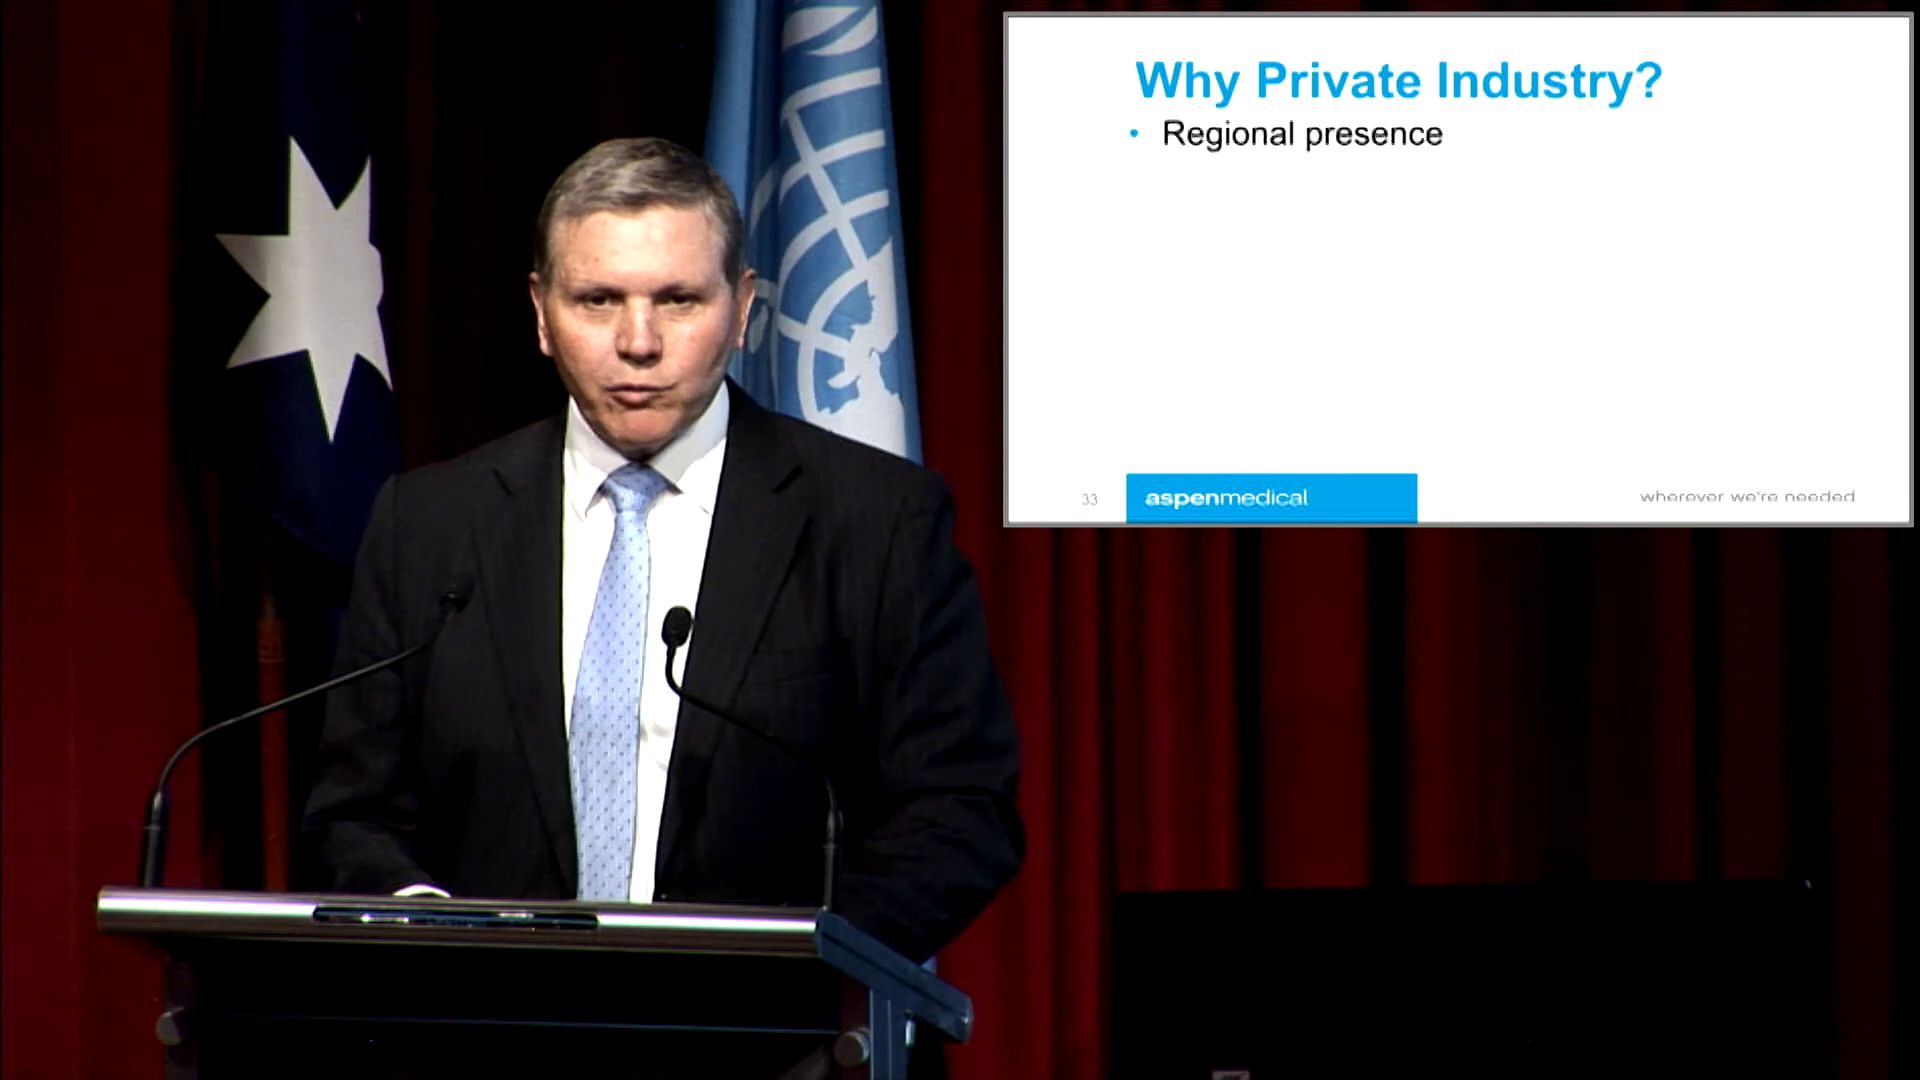 Why Private Industry?
• Regional presence
33
aspenmedical
wherever we're needed